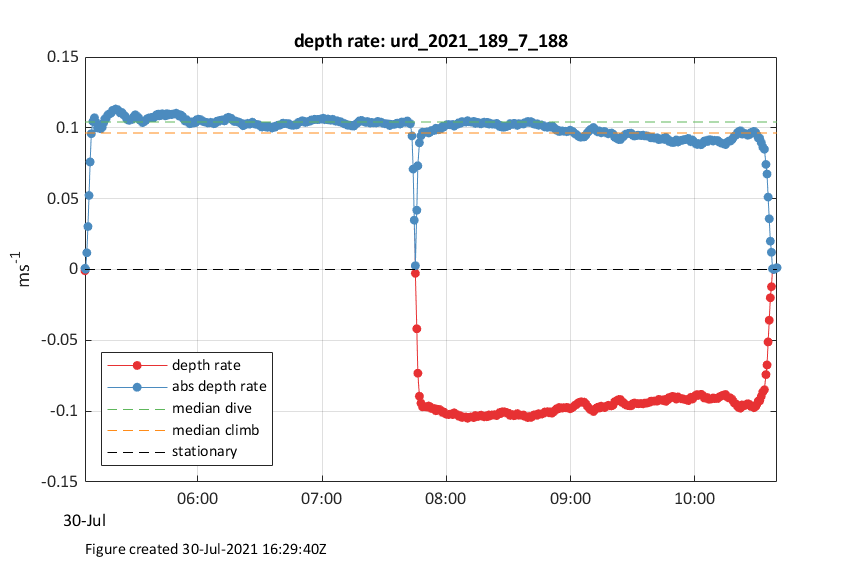 depth rate: urd_2021_189_7_188
0.15
0.1
0.05
0
-0.05
-0.1
-0.15
ms-1
depth rate
abs depth rate
median dive
median climb
stationary
06:00 07:00 08:00 09:00 10:00
30-Jul
Figure created 30-Jul-2021 16:29:40Z